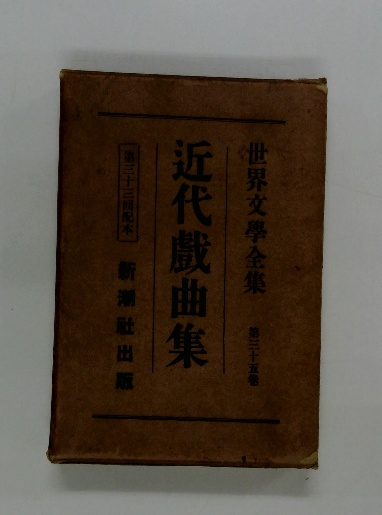 世界文學全集 第三十五卷
近代戲曲集
第三十三回配本
新潮社出版